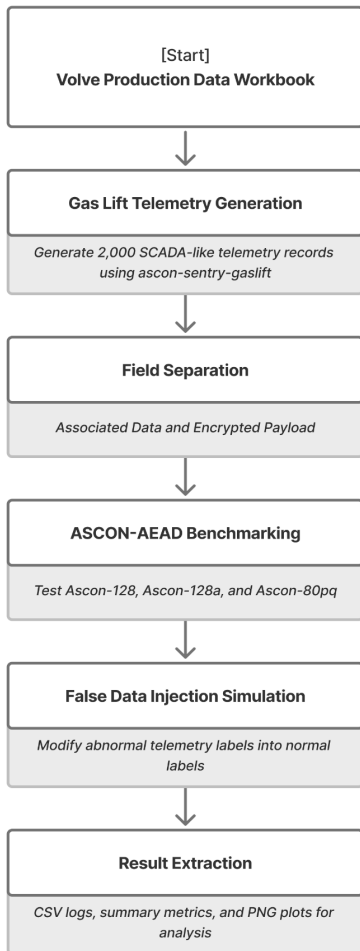 [Start]
Volve Production Data Workbook
Gas Lift Telemetry Generation
Generate 2,000 SCADA-like telemetry records
using ascon-sentry-gaslift
Field Separation
Associated Data and Encrypted Payload
ASCON-AEAD Benchmarking
Test Ascon-128, Ascon-128a, and Ascon-80pq
False Data Injection Simulation
Modify abnormal telemetry labels into normal
labels
Result Extraction
CSV logs, summary metrics, and PNG plots for
analysis